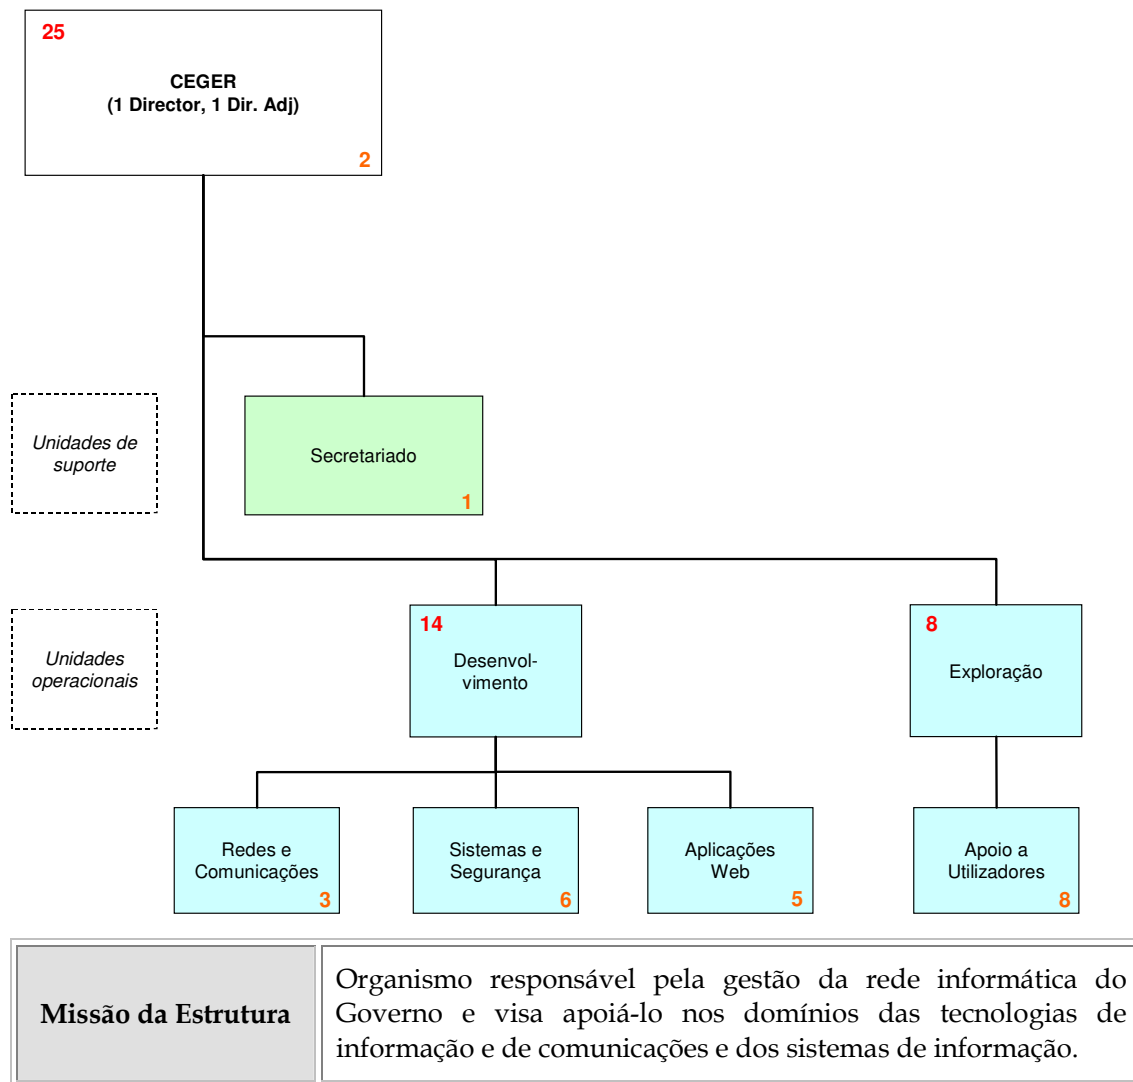 25
CEGER
(1 Director, 1 Dir. Adj)
2
Unidades de
suporte
Secretariado
1
Unidades
operacionais
14
Desenvol-
vimento
8
Exploração
Redes e
Comunicações
3
Sistemas e
Segurança
6
Aplicações
Web
5
Apoio a
Utilizadores
8
Missão da Estrutura
Organismo responsável pela gestão da rede informática do
Governo e visa apoiá-lo nos domínios das tecnologias de
informação e de comunicações e dos sistemas de informação.